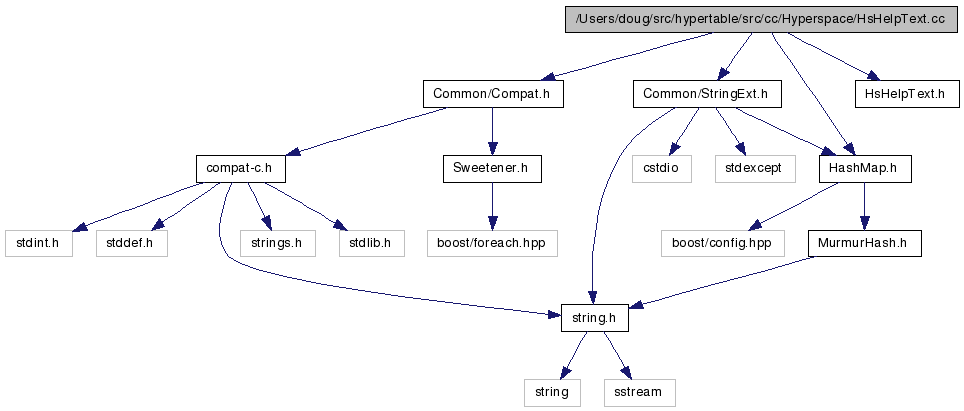 /Users/doug/src/hypertable/src/cc/Hyperspace/HsHelpText.cc
Common/Compat.h
Common/StringExt.h
HsHelpText.h
compat-c.h
Sweetener.h
cstdio
stdexcept
HashMap.h
stdint.h
stddef.h
strings.h
stdlib.h
boost/foreach.hpp
boost/config.hpp
MurmurHash.h
string.h
string
sstream